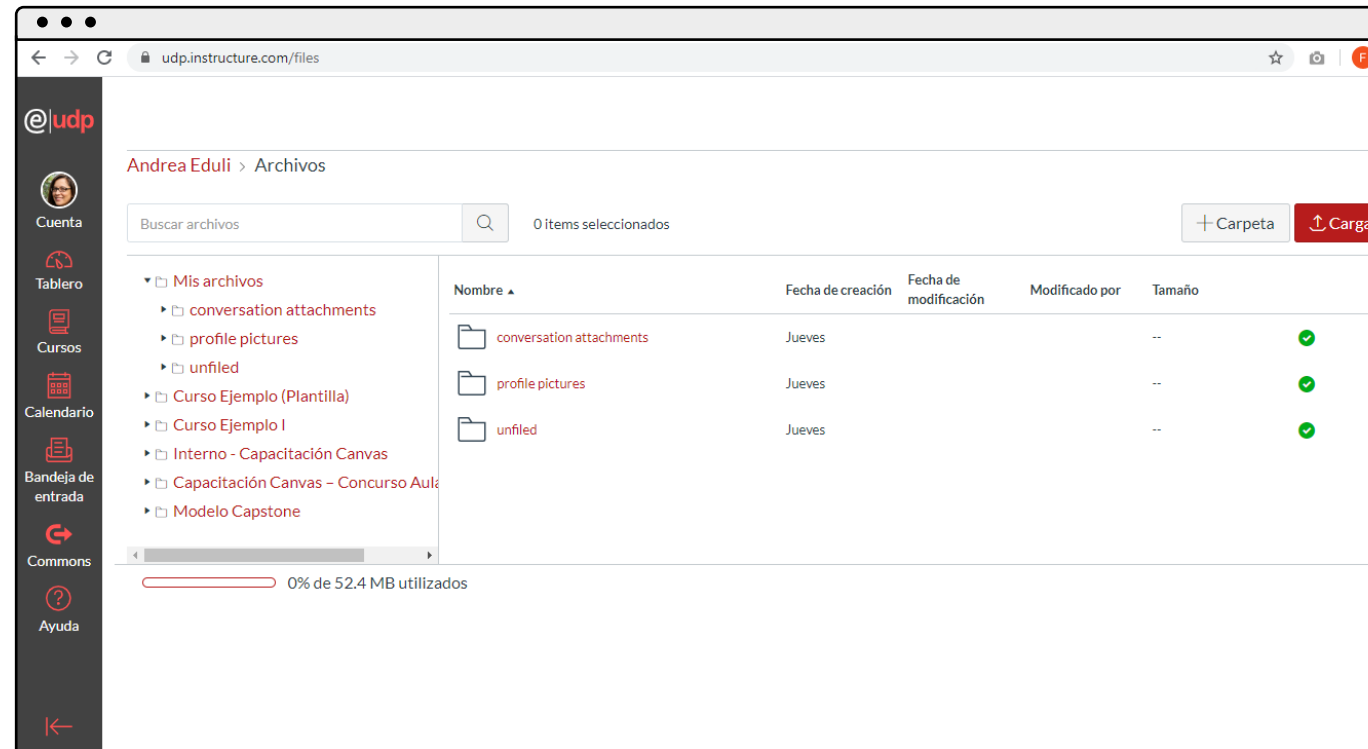 udp.instructure.com/files
F
e|udp
Andrea Eduli > Archivos
Cuenta
Buscar archivos
0 items seleccionados
Carpeta
Carga
Tablero
Cursos
Calendario
Bandeja de
entrada
Commons
Ayuda
Mis archivos
conversation attachments
profile pictures
unfiled
Curso Ejemplo (Plantilla)
Curso Ejemplo I
Interno - Capacitación Canvas
Capacitación Canvas – Concurso Aula
Modelo Capstone
Nombre
Fecha de creación
Fecha de
modificación
Modificado por
Tamaño
conversation attachments
Jueves
--
profile pictures
Jueves
--
unfiled
Jueves
--
0% de 52.4 MB utilizados